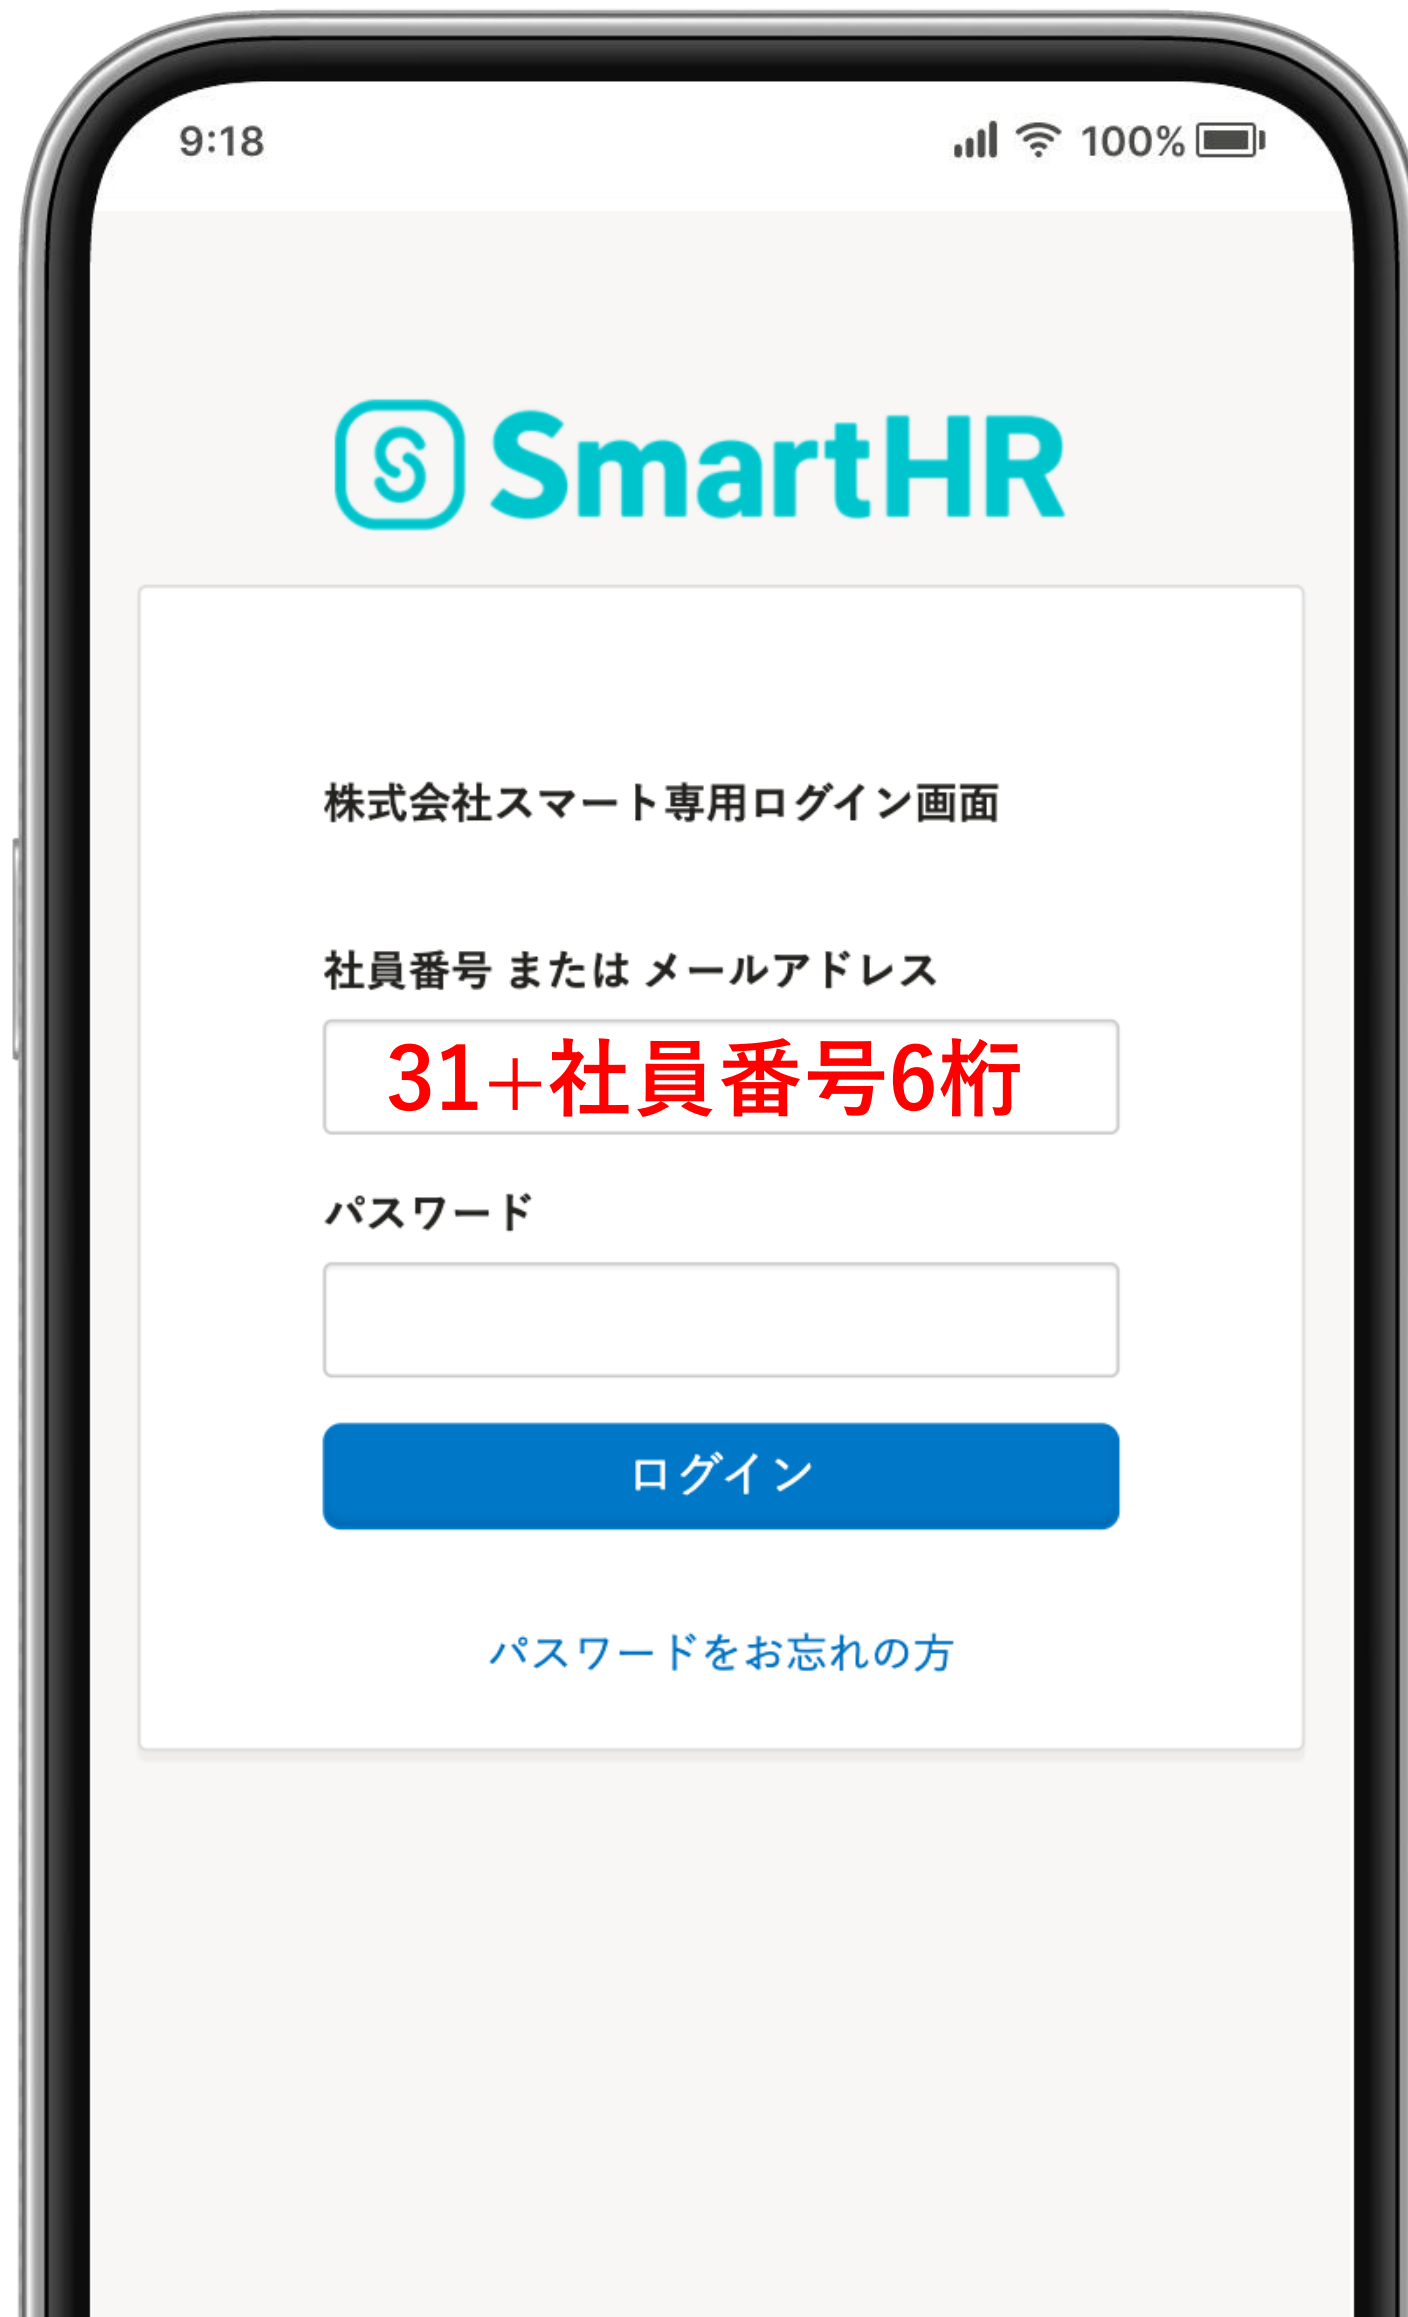 9:18 100%
SmartHR
株式会社スマート専用ログイン画面
社員番号 または メールアドレス
31+社員番号6桁
パスワード
ログイン
パスワードをお忘れの方